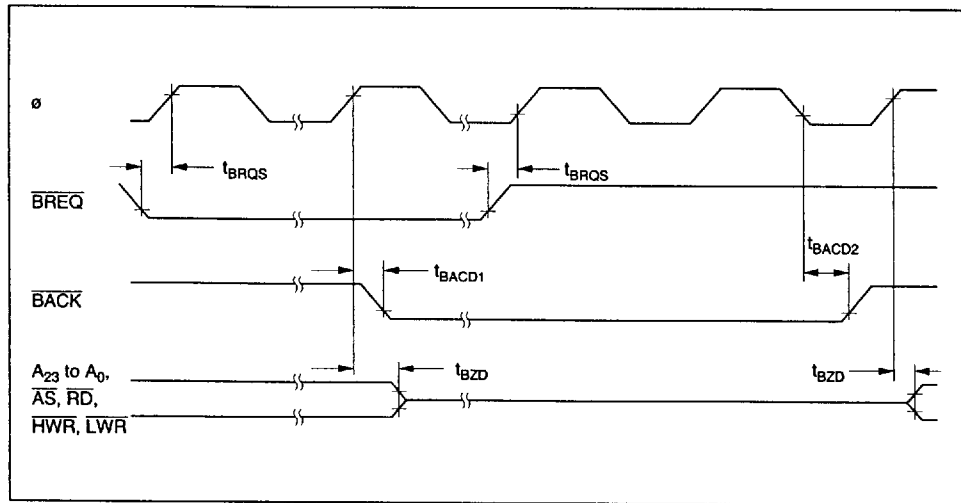 ø
tBRQS
tBRQS
BREQ
tBACD1
tBACD2
BACK
A23 to A0,
AS, RD,
HWR, LWR
tBZD
tBZD